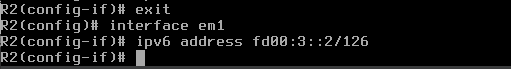 R2(config-if)# exit
R2(config)# interface em1
R2(config-if)# ipv6 address fd00:3::2/126
R2(config-if)#